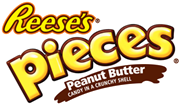 Reese's
pieces®
Peanut Butter
CANDY IN A CRUNCHY SHELL